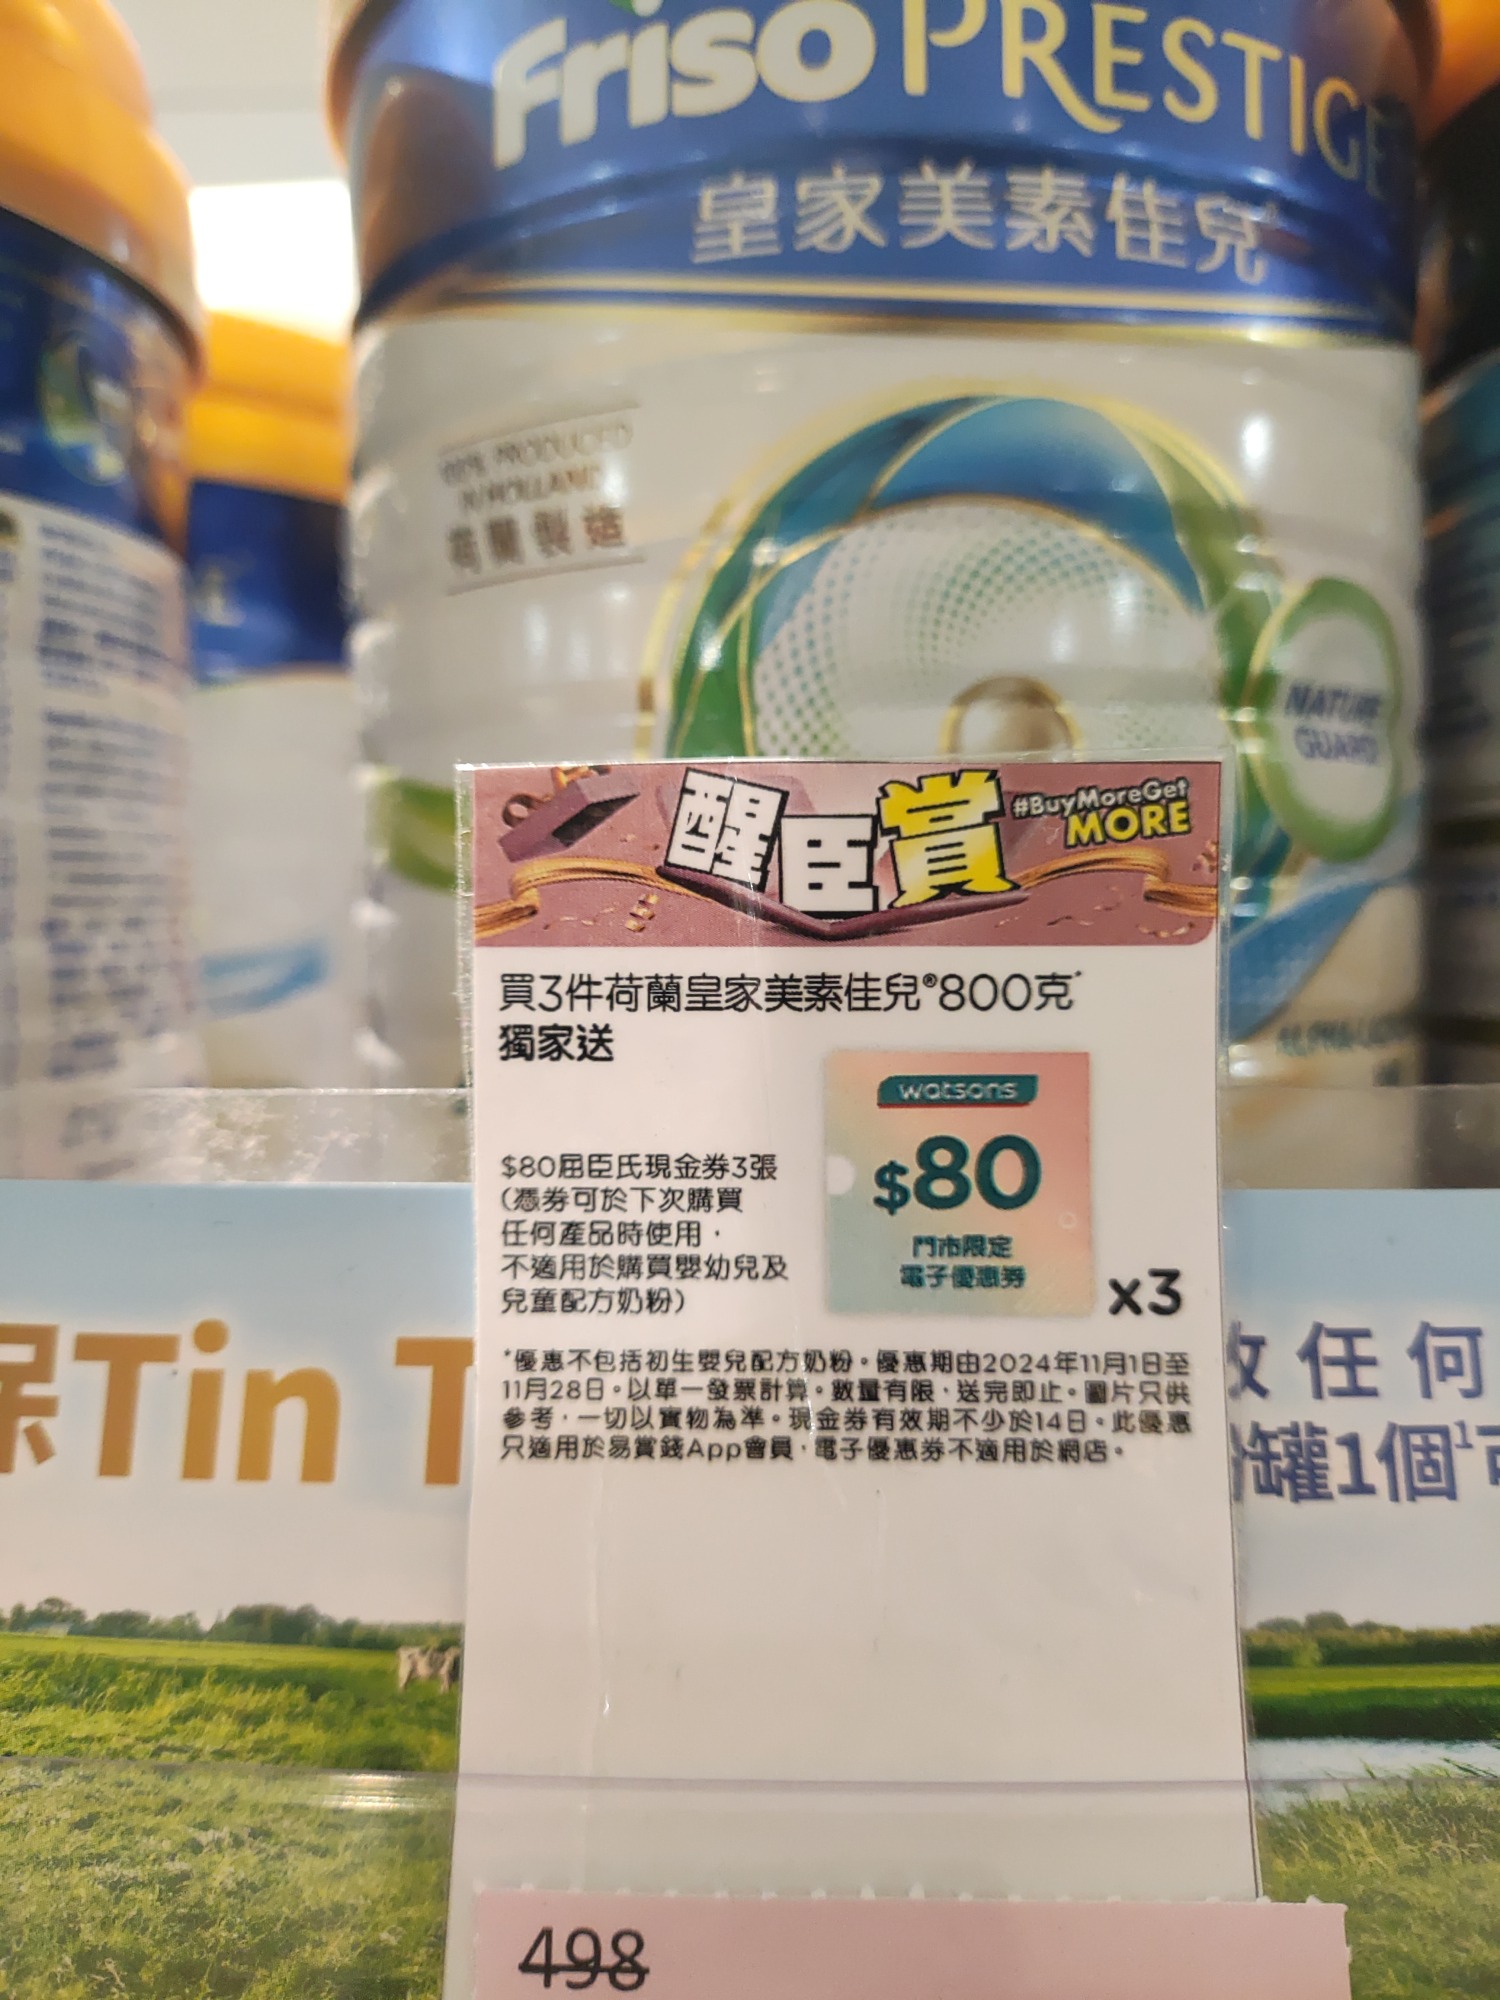 Friso PRESTIGE
皇家美素佳兒
100% PRODUCED
IN HOLLAND
荷蘭製造
NATURE
GUARD
醒臣賞
#BuyMoreGet
MORE
買3件荷蘭皇家美素佳兒®800克*
獨家送
$80屈臣氏現金券3張
(憑券可於下次購買
任何產品時使用，
不適用於購買嬰幼兒及
兒童配方奶粉)
watsons
$80
門市限定
電子優惠券
x3
*優惠不包括初生嬰兒配方奶粉。優惠期由2024年11月1日至
11月28日。以單一發票計算。數量有限，送完即止。圖片只供
參考，一切以實物為準。現金券有效期不少於14日。此優惠
只適用於易賞錢App會員，電子優惠券不適用於網店。
Tin T
任何
罐1個¹
498